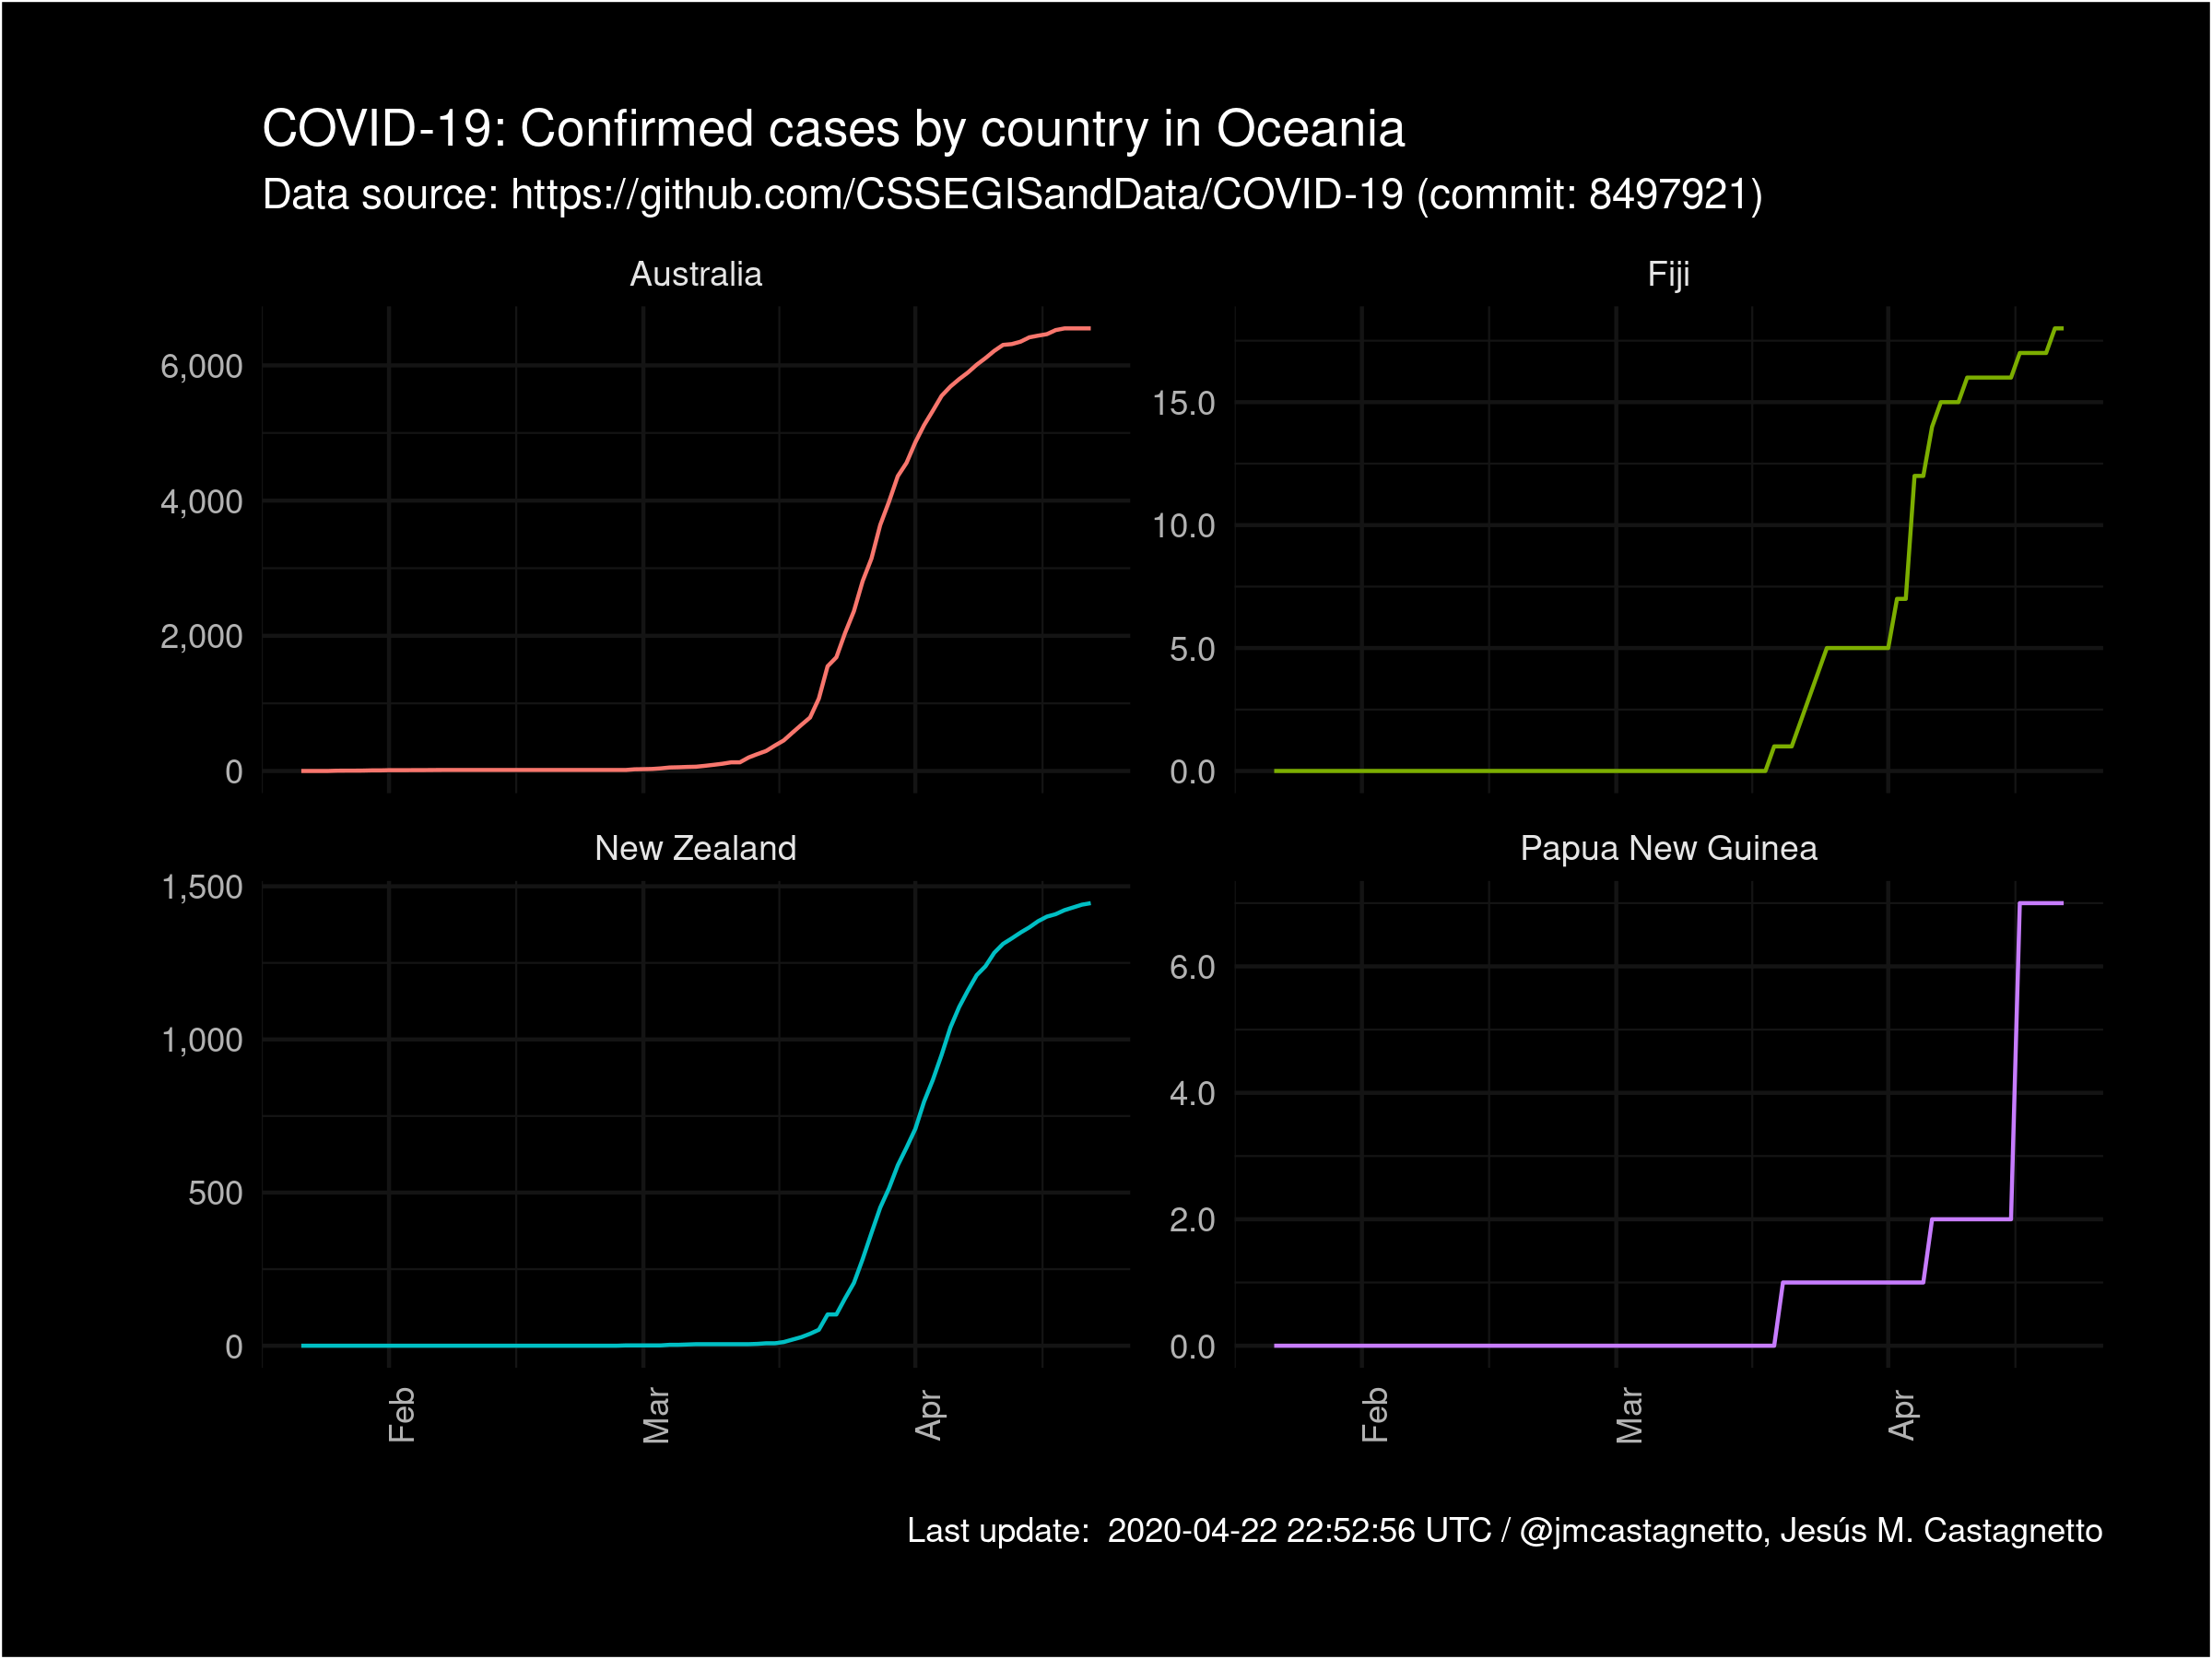 COVID-19: Confirmed cases by country in Oceania
Data source: https://github.com/CSSEGISandData/COVID-19 (commit: 8497921)
Australia
6,000
4,000
2,000
0
Fiji
15.0
10.0
5.0
0.0
New Zealand
1,500
1,000
500
0
Feb
Mar
Apr
Papua New Guinea
6.0
4.0
2.0
0.0
Feb
Mar
Apr
Last update:  2020-04-22 22:52:56 UTC / @jmcastagnetto, Jesús M. Castagnetto